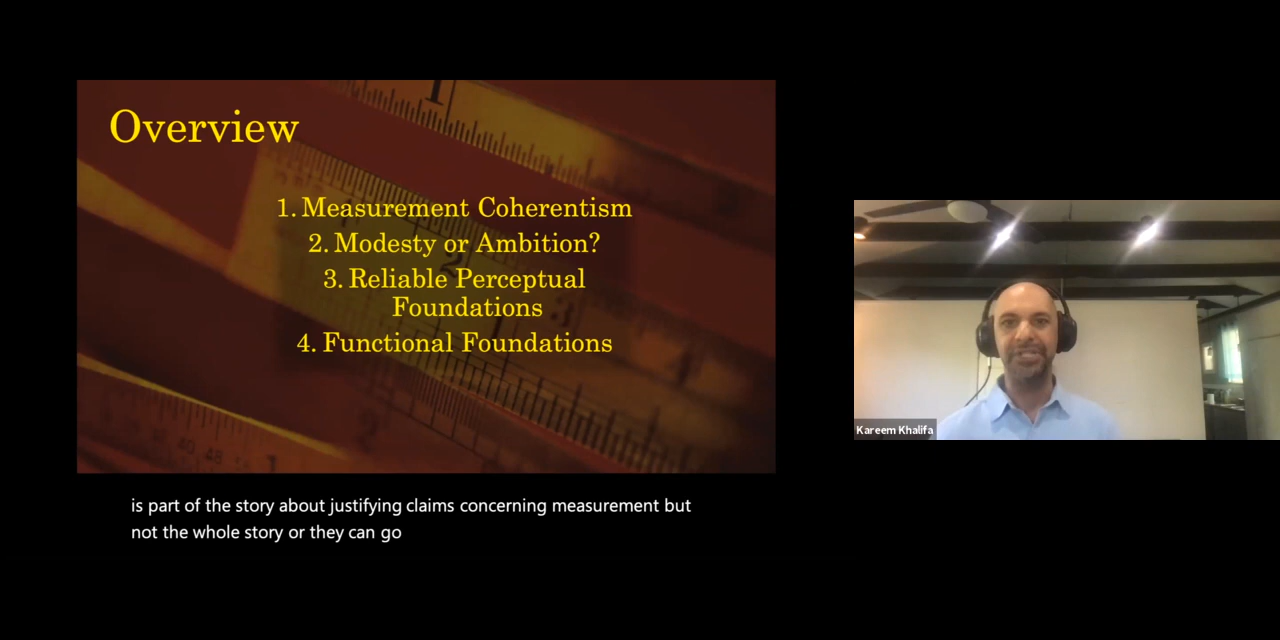 Overview
1. Measurement Coherentism
2. Modesty or Ambition?
3. Reliable Perceptual
Foundations
4. Functional Foundations
Kareem Khalifa
is part of the story about justifying claims concerning measurement but
not the whole story or they can go